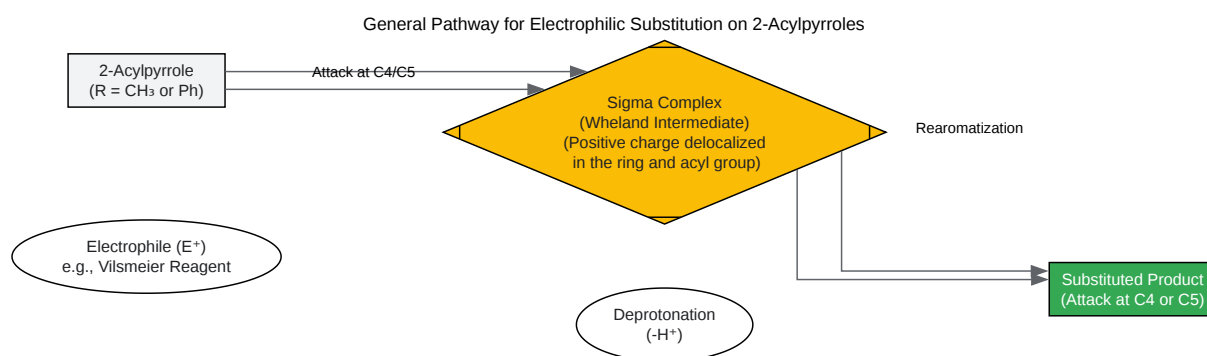 General Pathway for Electrophilic Substitution on 2-Acylpyrroles
2-Acylpyrrole
(R = CH₃ or Ph)
Attack at C4/C5
Sigma Complex
(Wheland Intermediate)
(Positive charge delocalized
in the ring and acyl group)
Rearomatization
Electrophile (E⁺)
e.g., Vilsmeier Reagent
Substituted Product
(Attack at C4 or C5)
Deprotonation
(-H⁺)